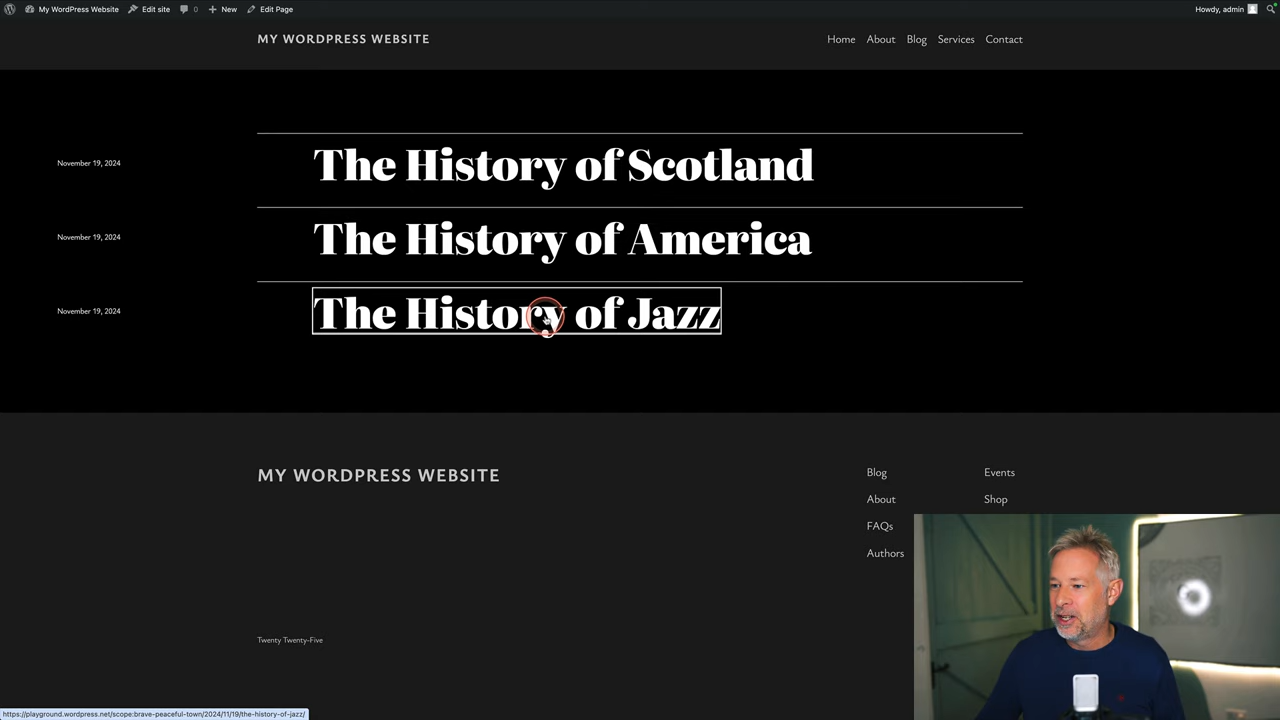 My WordPress Website Edit site 0 New Edit Page Howdy, admin
MY WORDPRESS WEBSITE Home About Blog Services Contact
November 19, 2024 The History of Scotland
November 19, 2024 The History of America
November 19, 2024 The History of Jazz
MY WORDPRESS WEBSITE
Blog Events
About Shop
FAQs
Authors
Twenty Twenty-Five
https://playground.wordpress.net/scope:brave-peaceful-town/2024/11/19/the-history-of-jazz/